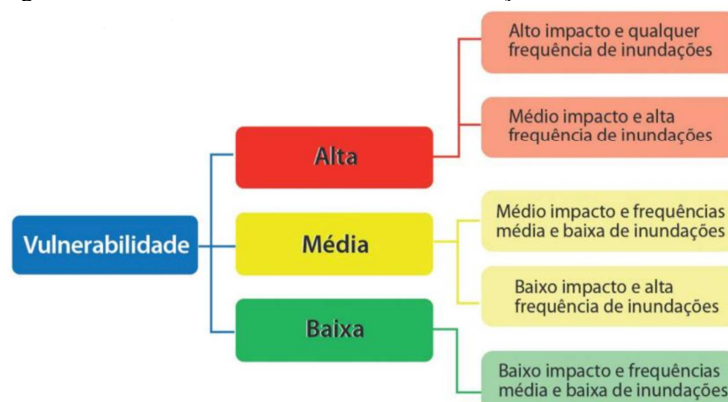 Alto impacto e qualquer
frequência de inundações
Médio impacto e alta
frequência de inundações
Alta
Vulnerabilidade
Média
Médio impacto e frequências
média e baixa de inundações
Baixo impacto e alta
frequência de inundações
Baixa
Baixo impacto e frequências
média e baixa de inundações